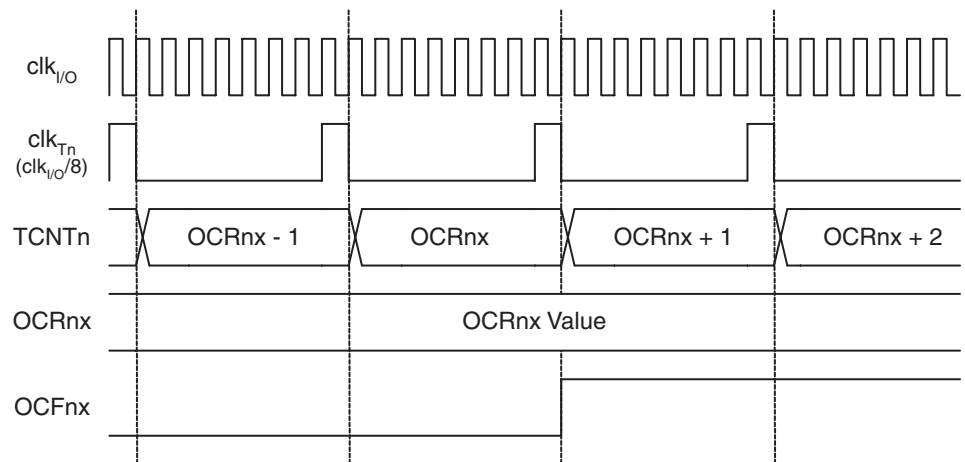 clkI/O
clkTn
(clkI/O/8)
TCNTn OCRnx - 1 OCRnx OCRnx + 1 OCRnx + 2
OCRnx OCRnx Value
OCFnx